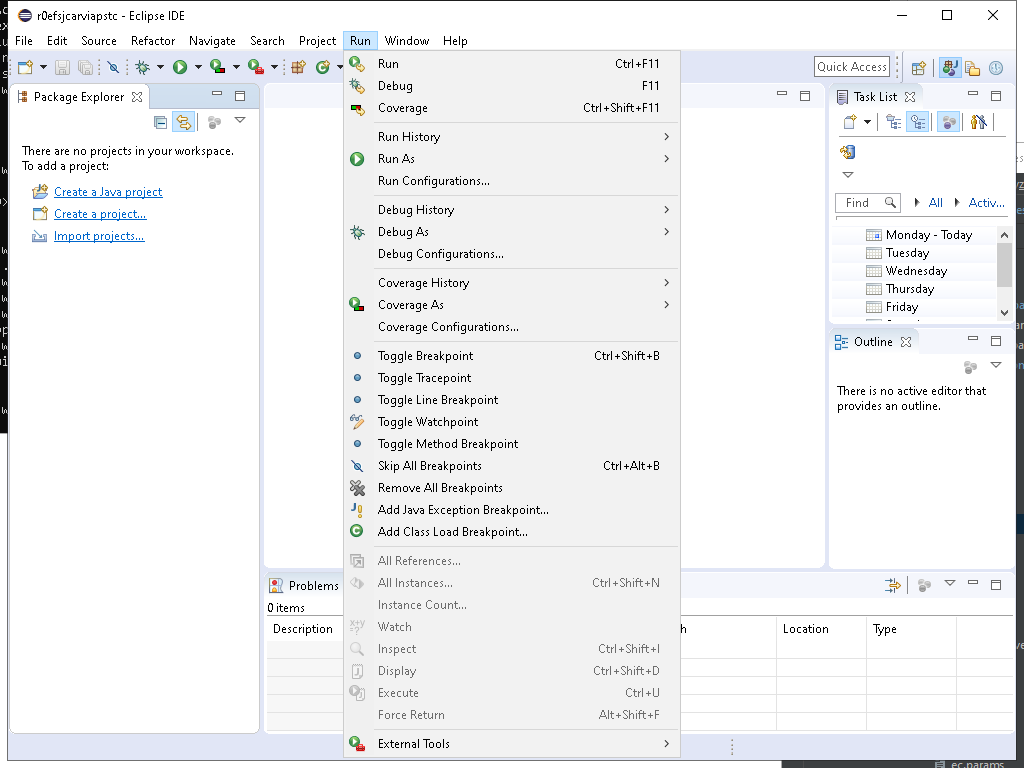 r0efsjcarviapstc - Eclipse IDE
File Edit Source Refactor Navigate Search Project Run Window Help
Quick Access
Package Explorer
There are no projects in your workspace.
To add a project:
Create a Java project
Create a project...
Import projects...
Run Ctrl+F11
Debug F11
Coverage Ctrl+Shift+F11
Run History
Run As
Run Configurations...
Debug History
Debug As
Debug Configurations...
Coverage History
Coverage As
Coverage Configurations...
Toggle Breakpoint Ctrl+Shift+B
Toggle Tracepoint
Toggle Line Breakpoint
Toggle Watchpoint
Toggle Method Breakpoint
Skip All Breakpoints Ctrl+Alt+B
Remove All Breakpoints
Add Java Exception Breakpoint...
Add Class Load Breakpoint...
All References...
All Instances... Ctrl+Shift+N
Instance Count...
Watch
Inspect Ctrl+Shift+I
Display Ctrl+Shift+D
Execute Ctrl+U
Force Return Alt+Shift+F
External Tools
Task List
Find All Activ...
Monday - Today
Tuesday
Wednesday
Thursday
Friday
Outline
There is no active editor that
provides an outline.
Problems
0 items
Description Location Type
ec.params